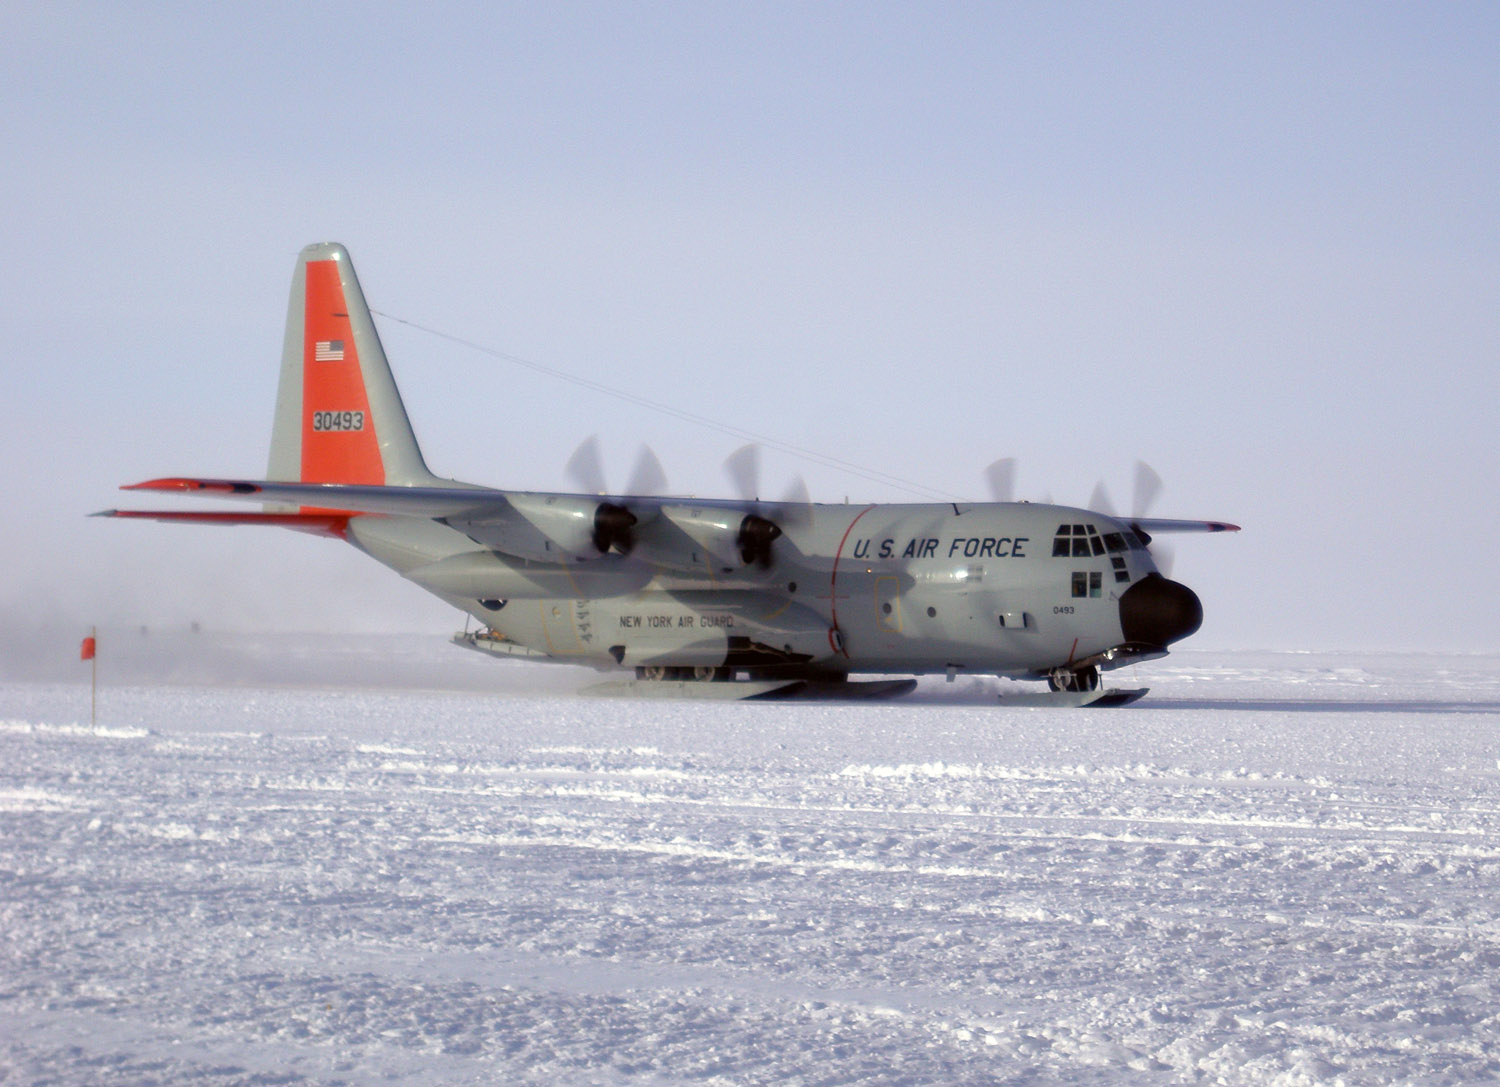 30493
U. S. AIR FORCE
0493
NEW YORK AIR GUARD